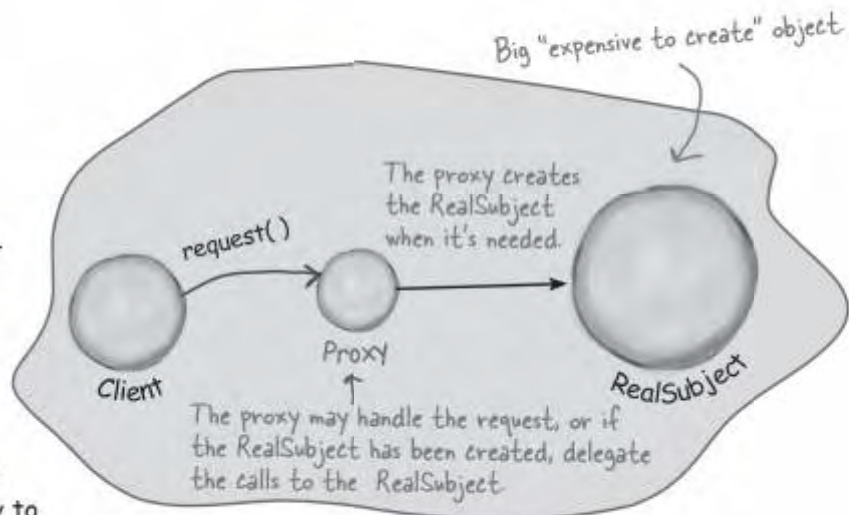 Big "expensive to create" object
The proxy creates
the RealSubject
when it's needed.
request()
Client
Proxy
RealSubject
The proxy may handle the request, or if
the RealSubject has been created, delegate
the calls to the RealSubject
to